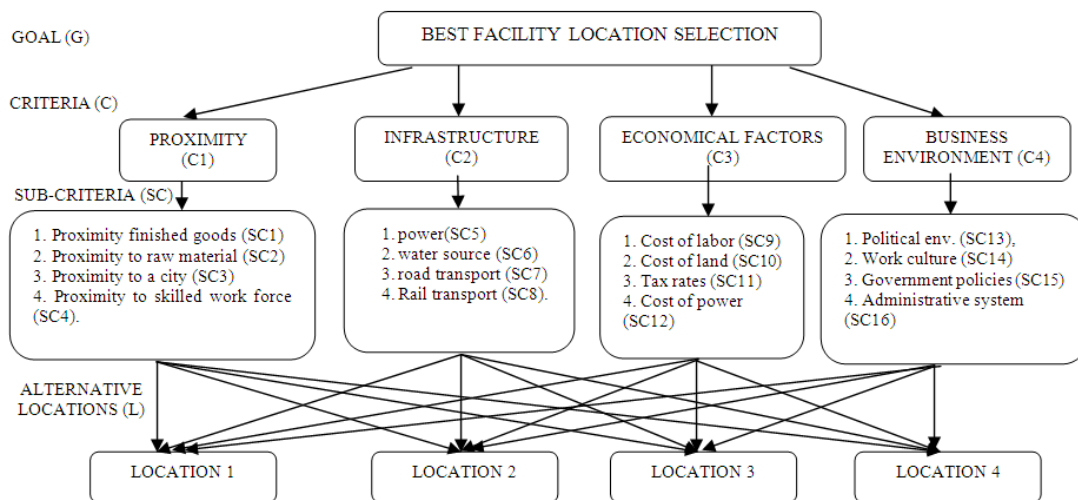 GOAL (G)
BEST FACILITY LOCATION SELECTION
CRITERIA (C)
PROXIMITY
(C1)
INFRASTRUCTURE
(C2)
ECONOMICAL FACTORS
(C3)
BUSINESS
ENVIRONMENT (C4)
SUB-CRITERIA (SC)
1. Proximity finished goods (SC1)
2. Proximity to raw material (SC2)
3. Proximity to a city (SC3)
4. Proximity to skilled work force
(SC4).
1. power(SC5)
2. water source (SC6)
3. road transport (SC7)
4. Rail transport (SC8).
1. Cost of labor (SC9)
2. Cost of land (SC10)
3. Tax rates (SC11)
4. Cost of power
(SC12)
1. Political env. (SC13),
2. Work culture (SC14)
3. Government policies (SC15)
4. Administrative system
(SC16)
ALTERNATIVE
LOCATIONS (L)
LOCATION 1
LOCATION 2
LOCATION 3
LOCATION 4